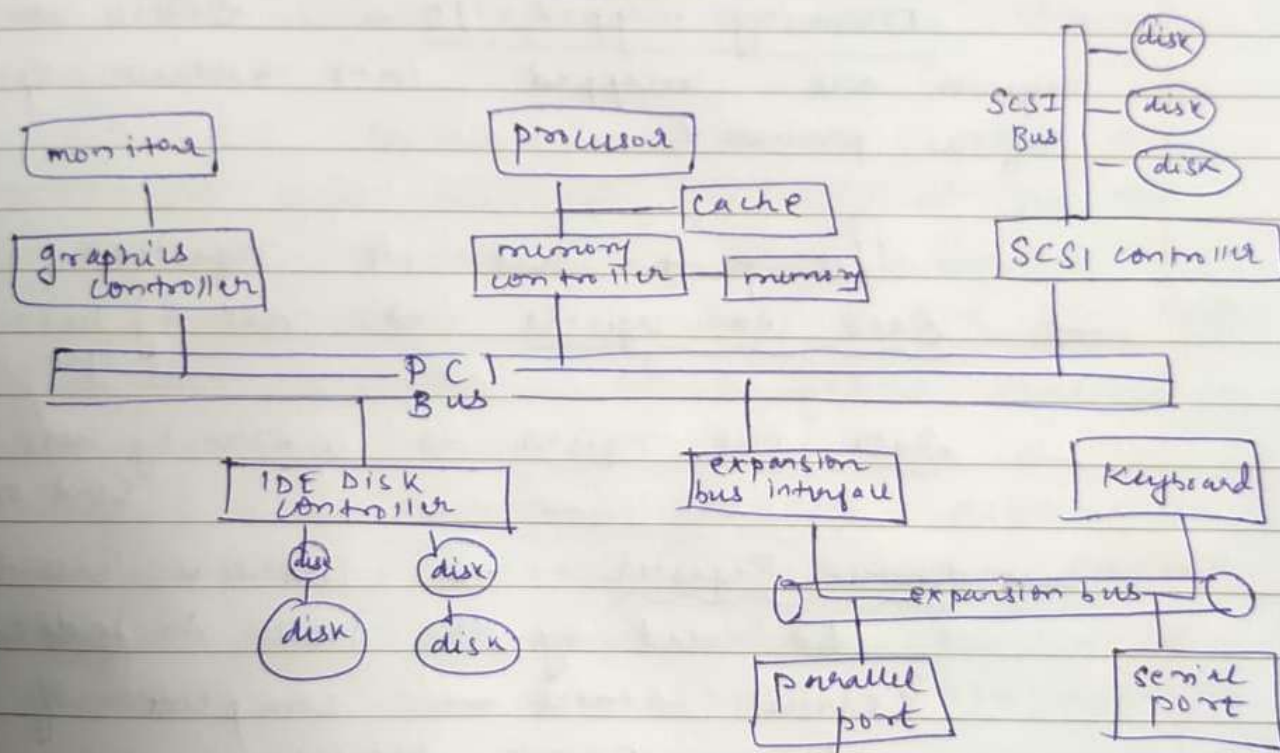 disk
SCSI
Bus
disk
disk
monitor
processor
cache
graphics
controller
memory
controller
memory
SCSI controller
PCI
Bus
IDE DISK
controller
expansion
bus interface
Keyboard
disk
disk
disk
disk
expansion bus
parallel
port
serial
port